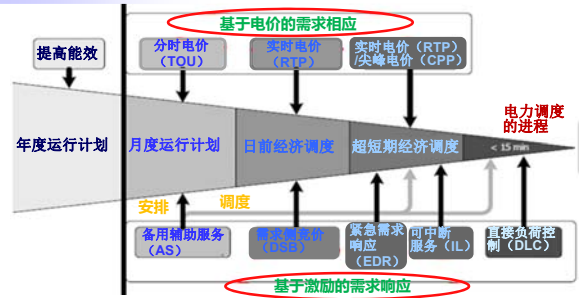 基于电价的需求相应
提高能效
分时电价
（TOU）
实时电价
（RTP）
实时电价（RTP）
/尖峰电价（CPP）
电力调度
的进程
年度运行计划
月度运行计划
日前经济调度
超短期经济调度
< 15 min
安排
调度
备用辅助服务
（AS）
需求侧竞价
（DSB）
紧急需求
响应
（EDR）
可中断
服务（IL）
直接负荷控
制（DLC）
基于激励的需求响应